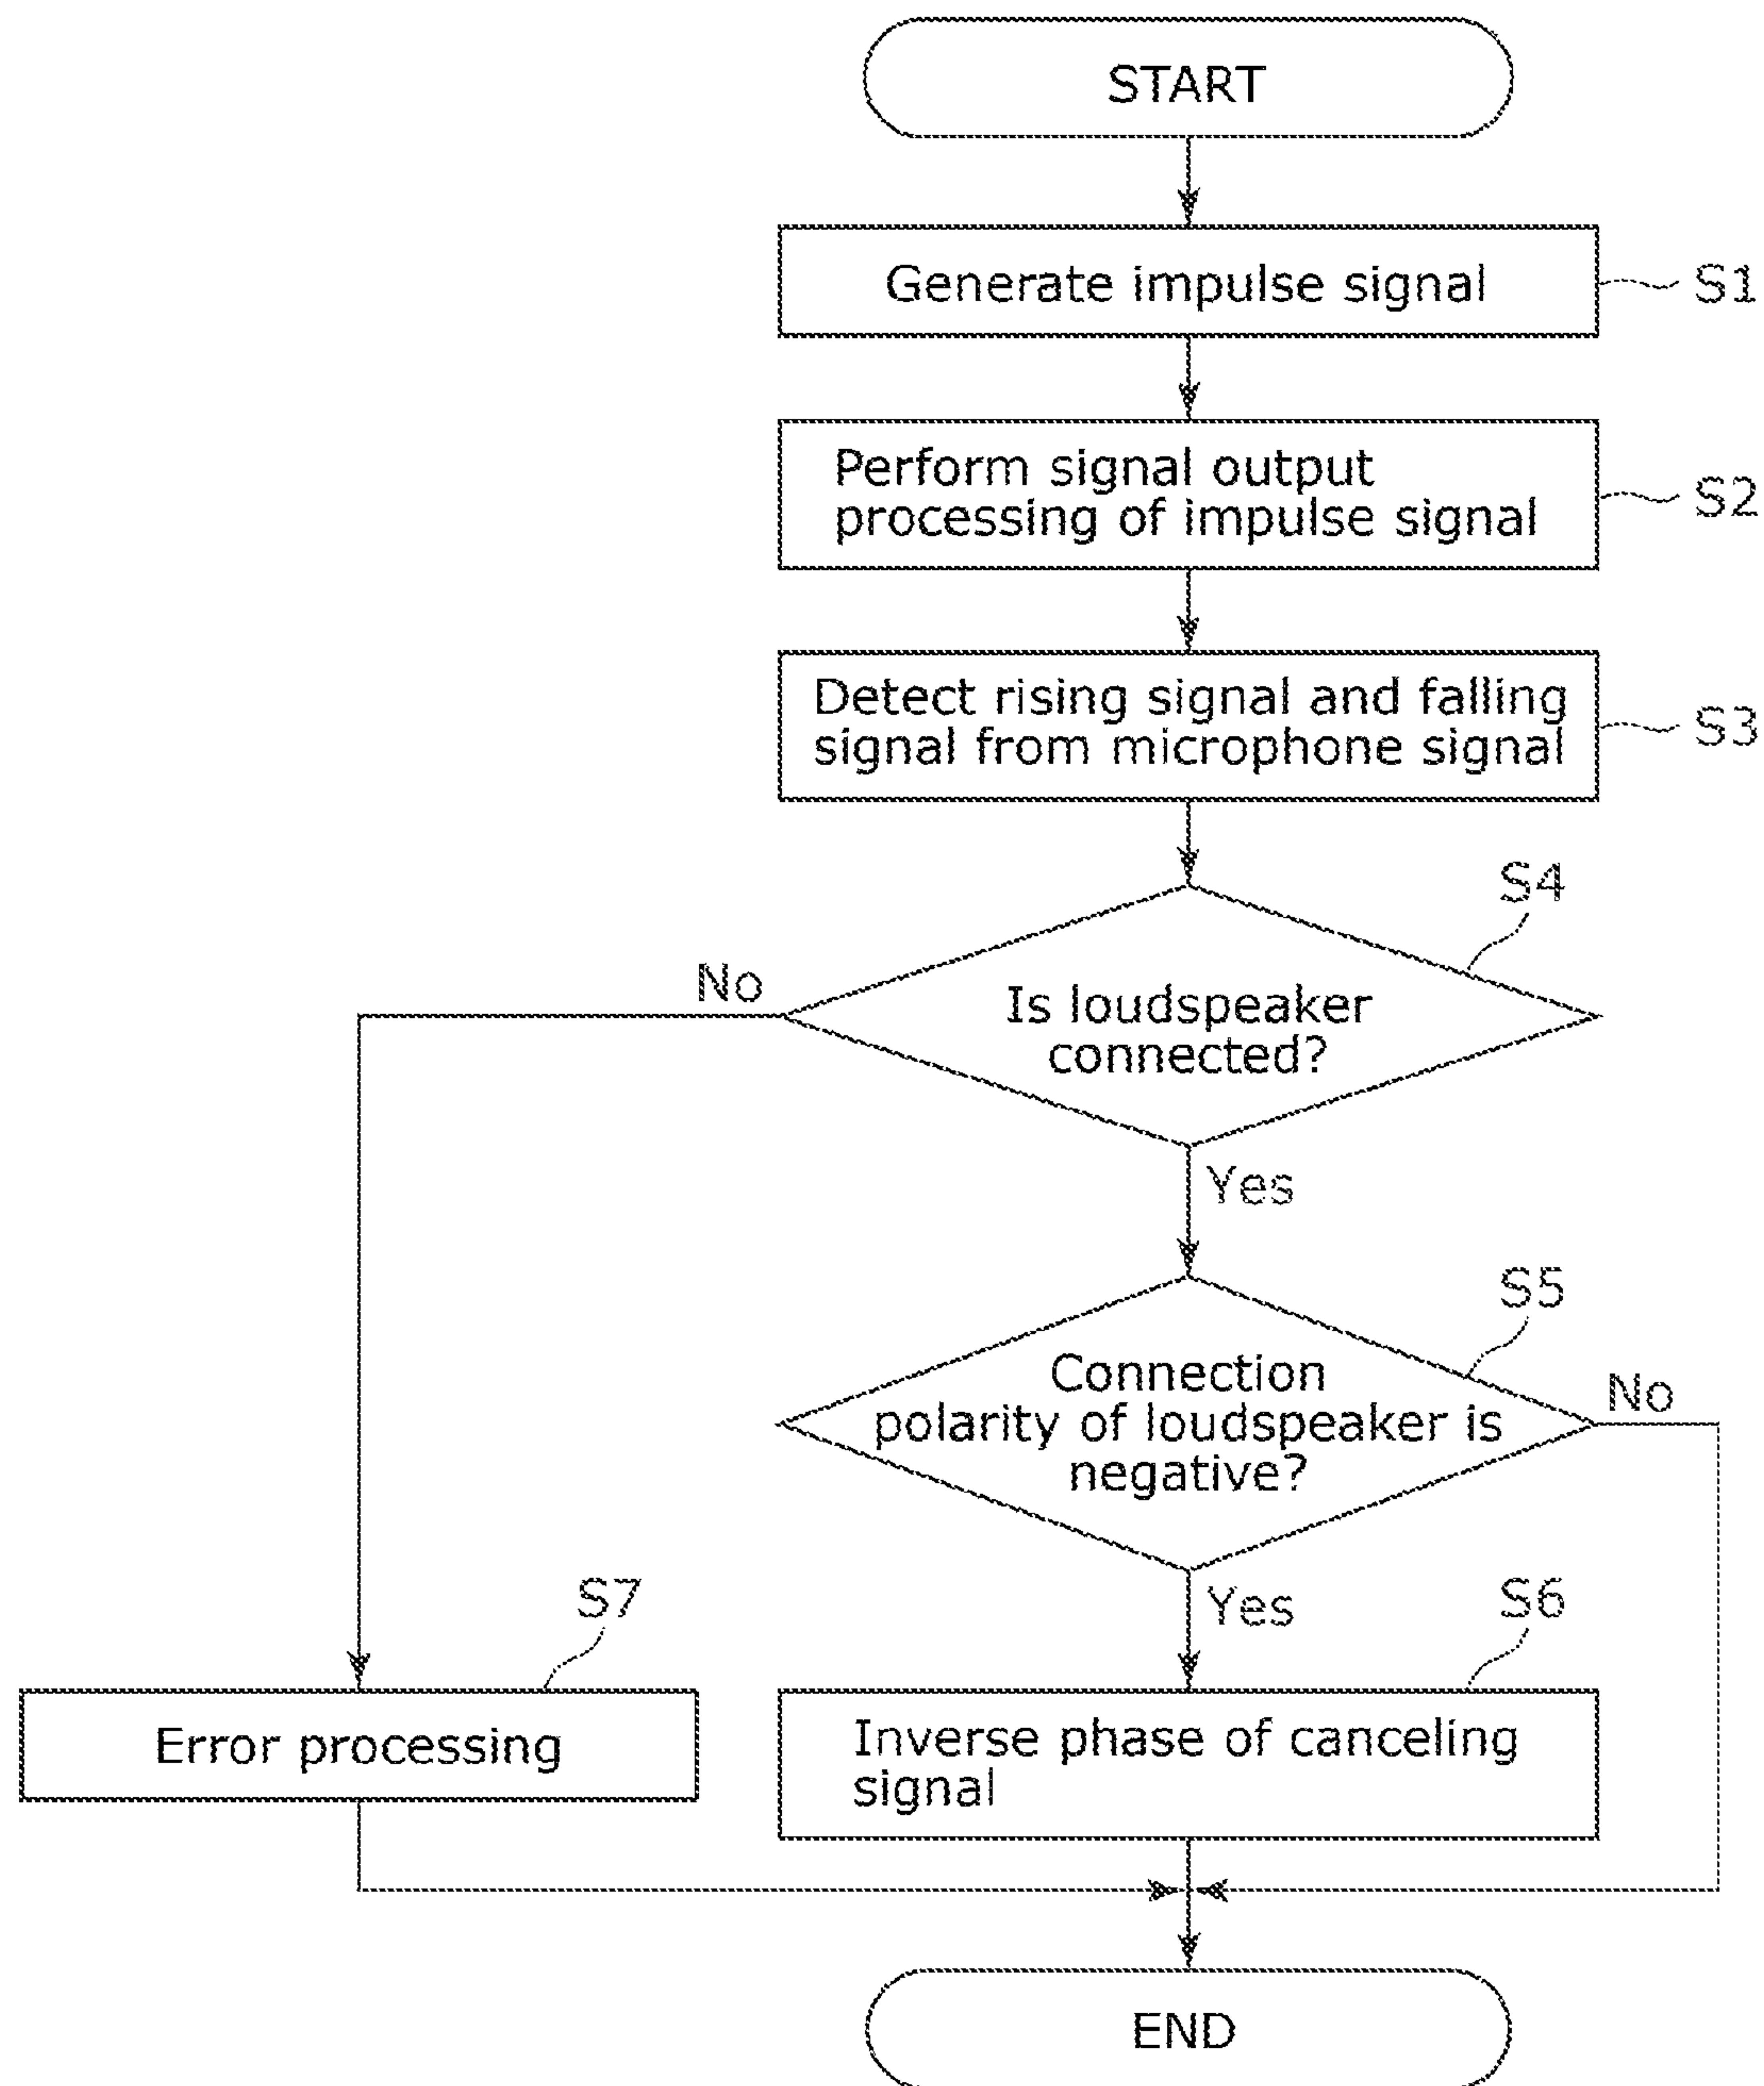 START
Generate impulse signal
S1
Perform signal output
processing of impulse signal
S2
Detect rising signal and falling
signal from microphone signal
S3
S4
No
Is loudspeaker
connected?
Yes
S5
Connection
polarity of loudspeaker is
negative?
No
Yes
S7
S6
Error processing
Inverse phase of canceling
signal
END